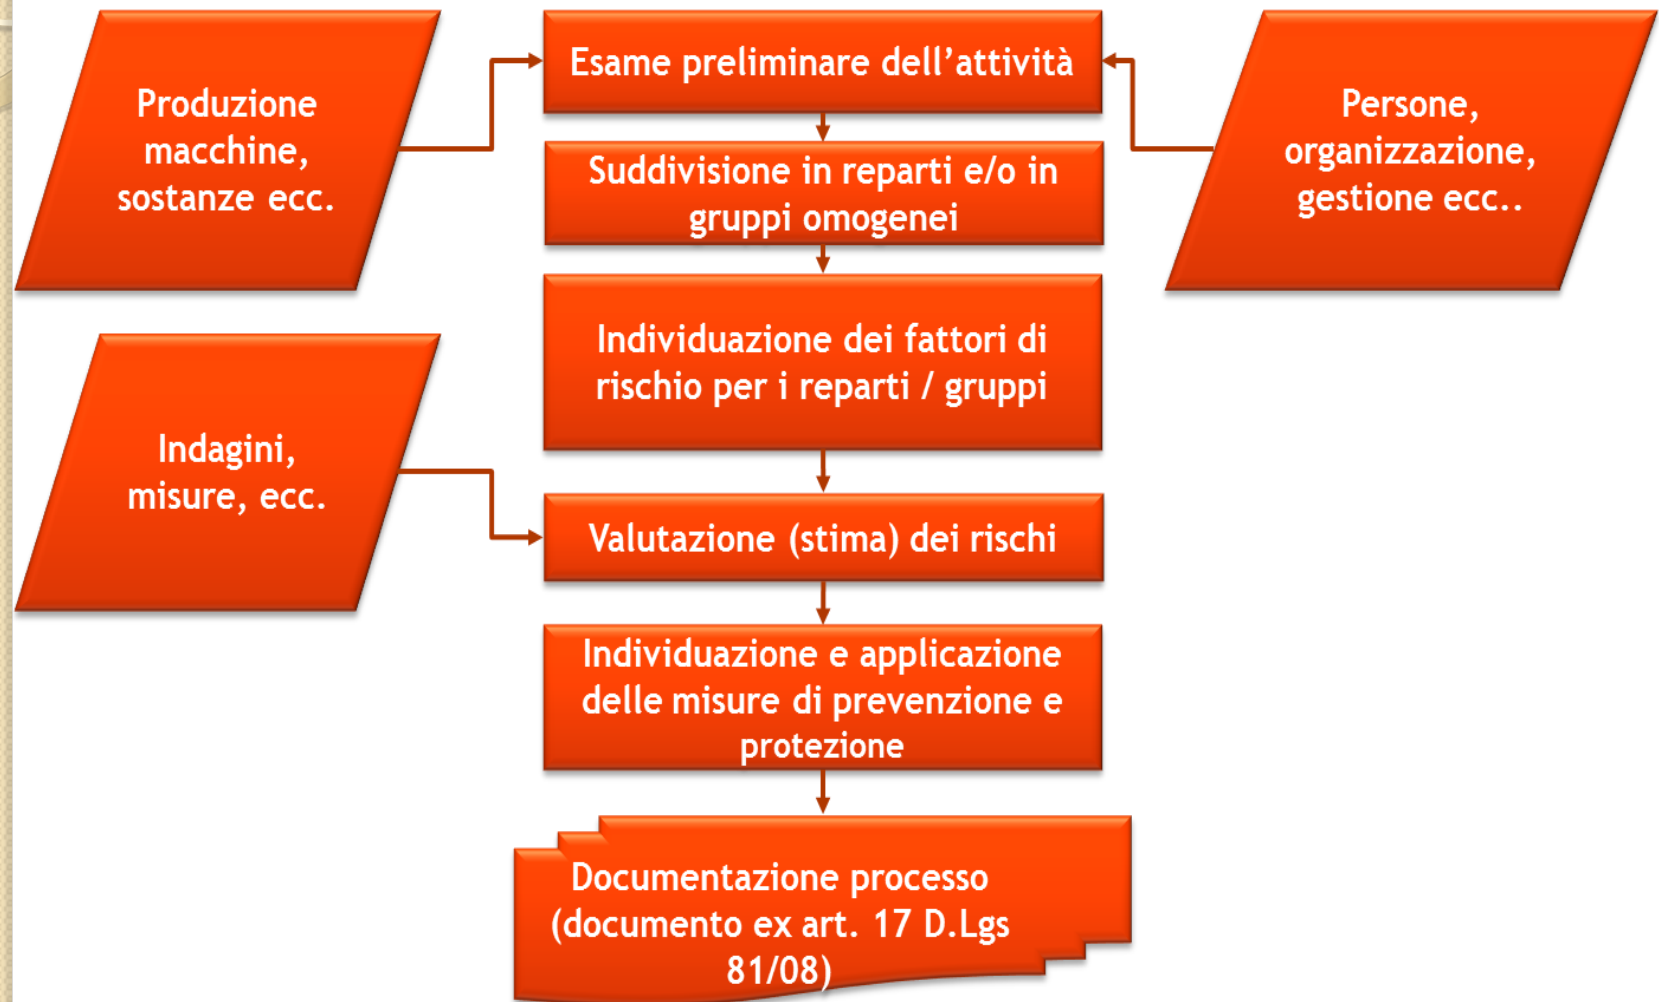 Produzione
macchine,
sostanze ecc.
Esame preliminare dell'attività
Persone,
organizzazione,
gestione ecc..
Suddivisione in reparti e/o in
gruppi omogenei
Individuazione dei fattori di
rischio per i reparti / gruppi
Indagini,
misure, ecc.
Valutazione (stima) dei rischi
Individuazione e applicazione
delle misure di prevenzione e
protezione
Documentazione processo
(documento ex art. 17 D.Lgs
81/08)